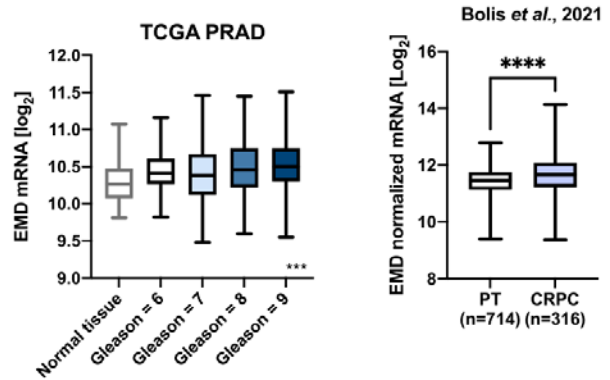 TCGA PRAD
EMD mRNA [log2]
12.0
11.5
11.0
10.5
10.0
9.5
9.0
***
Normal tissue
Gleason = 6
Gleason = 7
Gleason = 8
Gleason = 9
Bolis et al., 2021
EMD normalized mRNA [Log2]
16
14
12
10
8
****
PT CRPC
(n=714) (n=316)